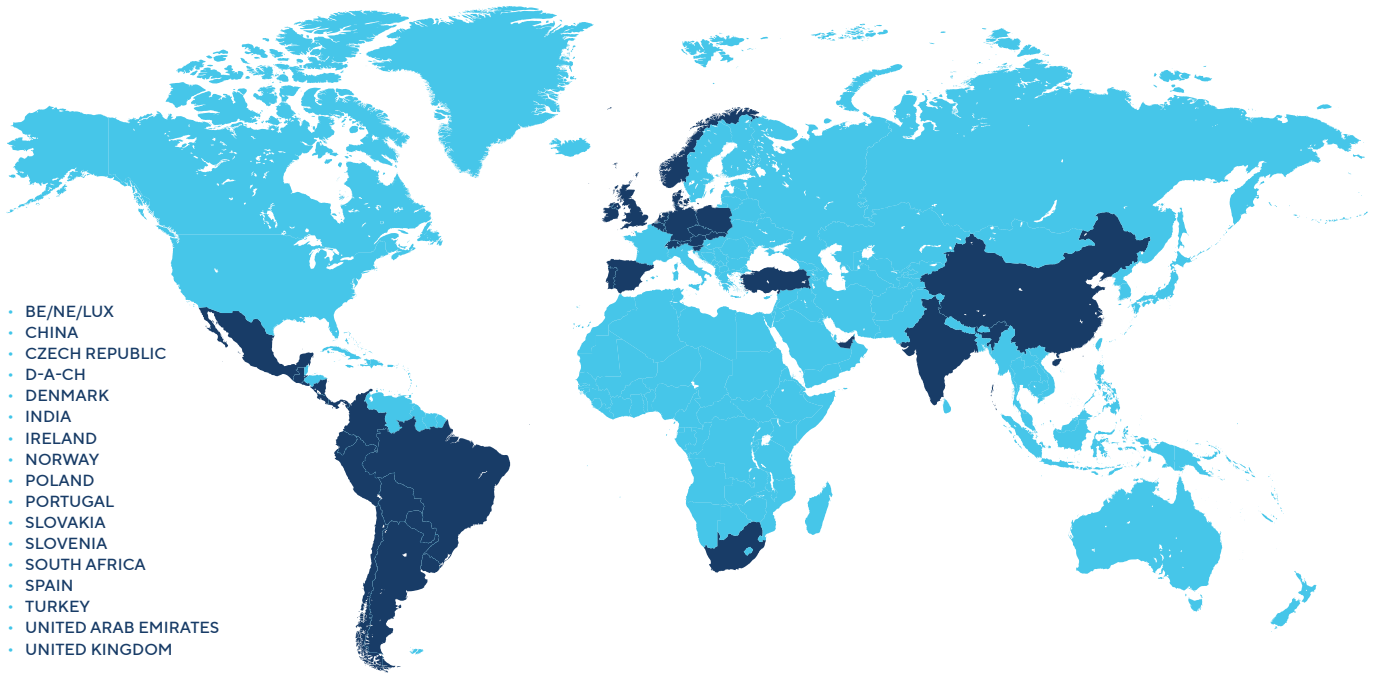 • BE/NE/LUX
• CHINA
• CZECH REPUBLIC
• D-A-CH
• DENMARK
• INDIA
• IRELAND
• NORWAY
• POLAND
• PORTUGAL
• SLOVAKIA
• SLOVENIA
• SOUTH AFRICA
• SPAIN
• TURKEY
• UNITED ARAB EMIRATES
• UNITED KINGDOM